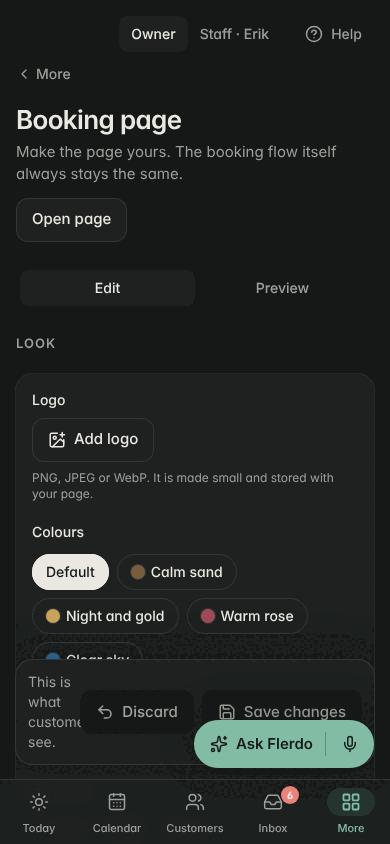 Owner
Staff · Erik
Help
More
Booking page
Make the page yours. The booking flow itself
always stays the same.
Open page
Edit
Preview
LOOK
Logo
Add logo
PNG, JPEG or WebP. It is made small and stored with
your page.
Colours
Default
Calm sand
Night and gold
Warm rose
Clear sky
This is
what
see.
Discard
Save changes
Ask Flerdo
6
Today
Calendar
Customers
Inbox
More